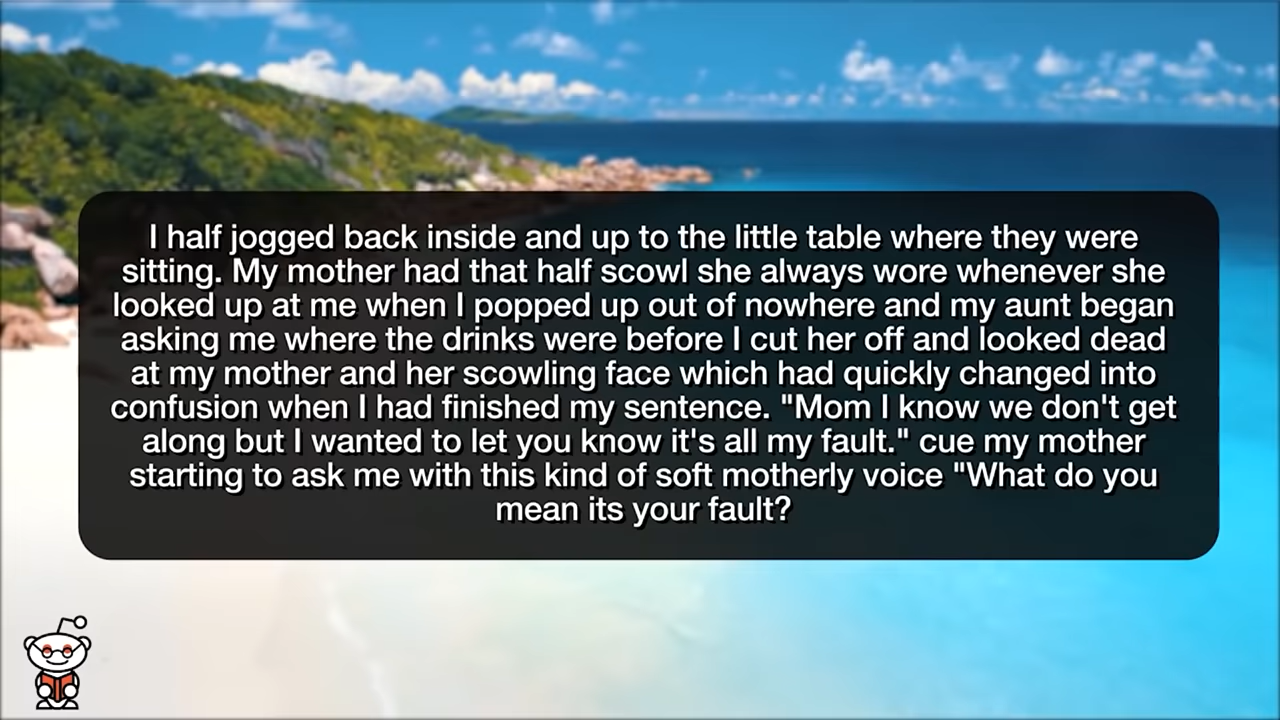 I half jogged back inside and up to the little table where they were
sitting. My mother had that half scowl she always wore whenever she
looked up at me when I popped up out of nowhere and my aunt began
asking me where the drinks were before I cut her off and looked dead
at my mother and her scowling face which had quickly changed into
confusion when I had finished my sentence. "Mom I know we don't get
along but I wanted to let you know it's all my fault." cue my mother
starting to ask me with this kind of soft motherly voice "What do you
mean its your fault?